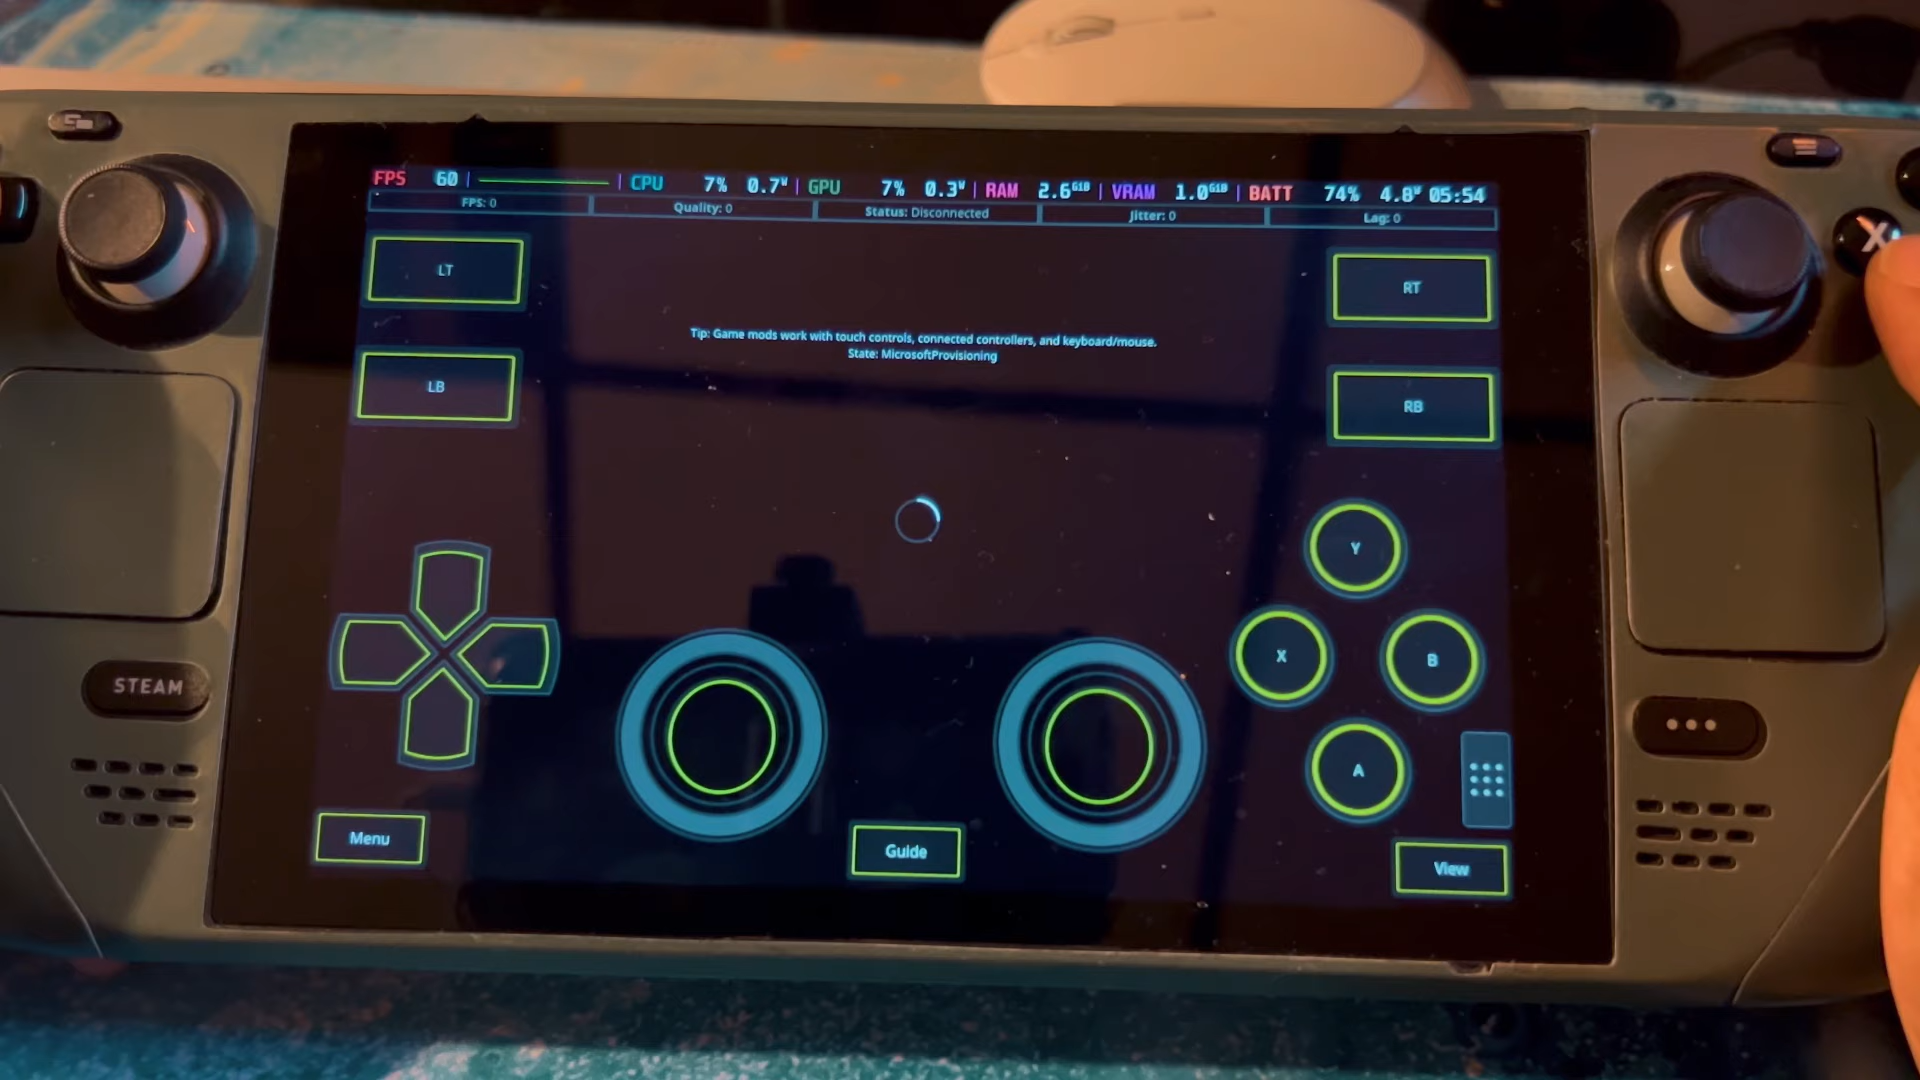 FPS 60 | | CPU 7% 0.7W | GPU 7% 0.3W | RAM 2.6GiB | VRAM 1.0GiB | BATT 74% 4.8W 05:54
FPS: 0 Quality: 0 Status: Disconnected Jitter: 0 Lag: 0
X
LT
RT
Tip: Game mods work with touch controls, connected controllers, and keyboard/mouse.
State: MicrosoftProvisioning
LB
RB
Y
X
B
STEAM
A
Menu
Guide
View